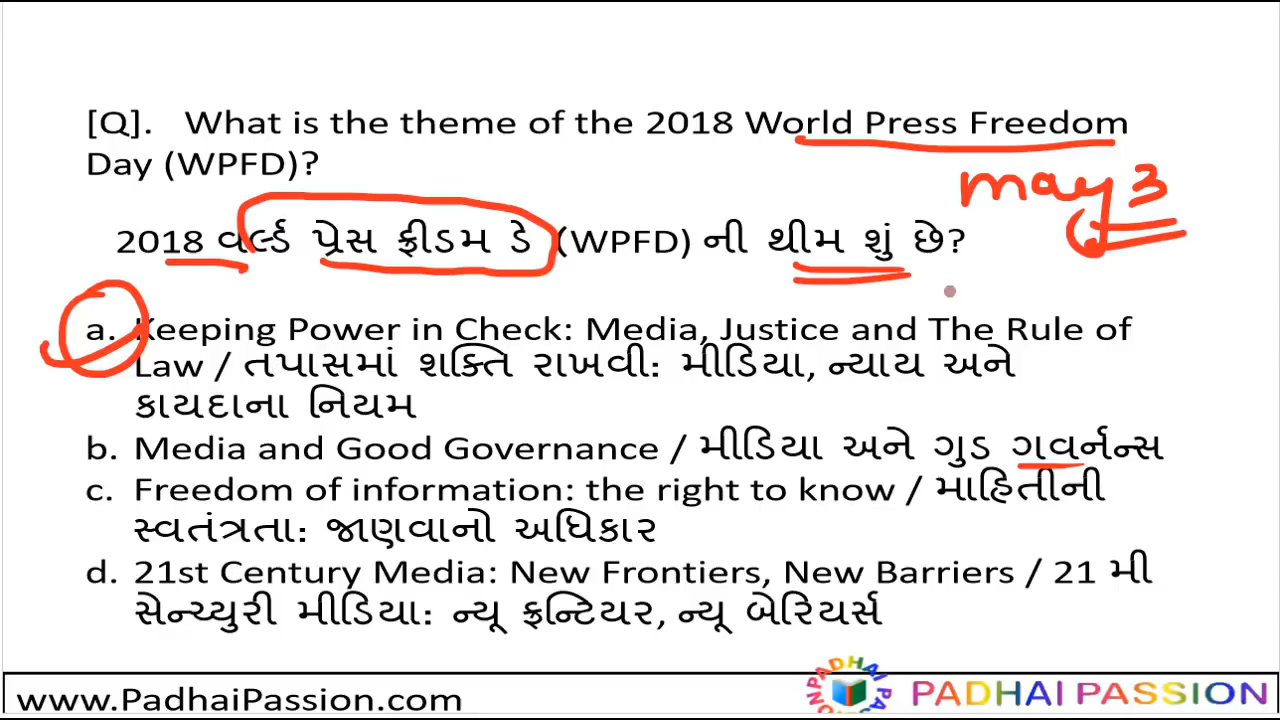 [Q]. What is the theme of the 2018 World Press Freedom
Day (WPFD)?
may 3
2018 વર્લ્ડ પ્રેસ ફ્રીડમ ડે (WPFD) ની થીમ શું છે?
a. Keeping Power in Check: Media, Justice and The Rule of
Law / તપાસમાં શક્તિ રાખવી: મીડિયા, ન્યાય અને
કાયદાના નિયમ
b. Media and Good Governance / મીડિયા અને ગુડ ગવર્નન્સ
c. Freedom of information: the right to know / માહિતીની
સ્વતંત્રતા: જાણવાનો અધિકાર
d. 21st Century Media: New Frontiers, New Barriers / 21 મી
સેન્ચ્યુરી મીડિયા: ન્યૂ ફ્રન્ટિયર, ન્યૂ બેરિયર્સ
www.PadhaiPassion.com
PADHAI PASSION
PADHAI PASSION